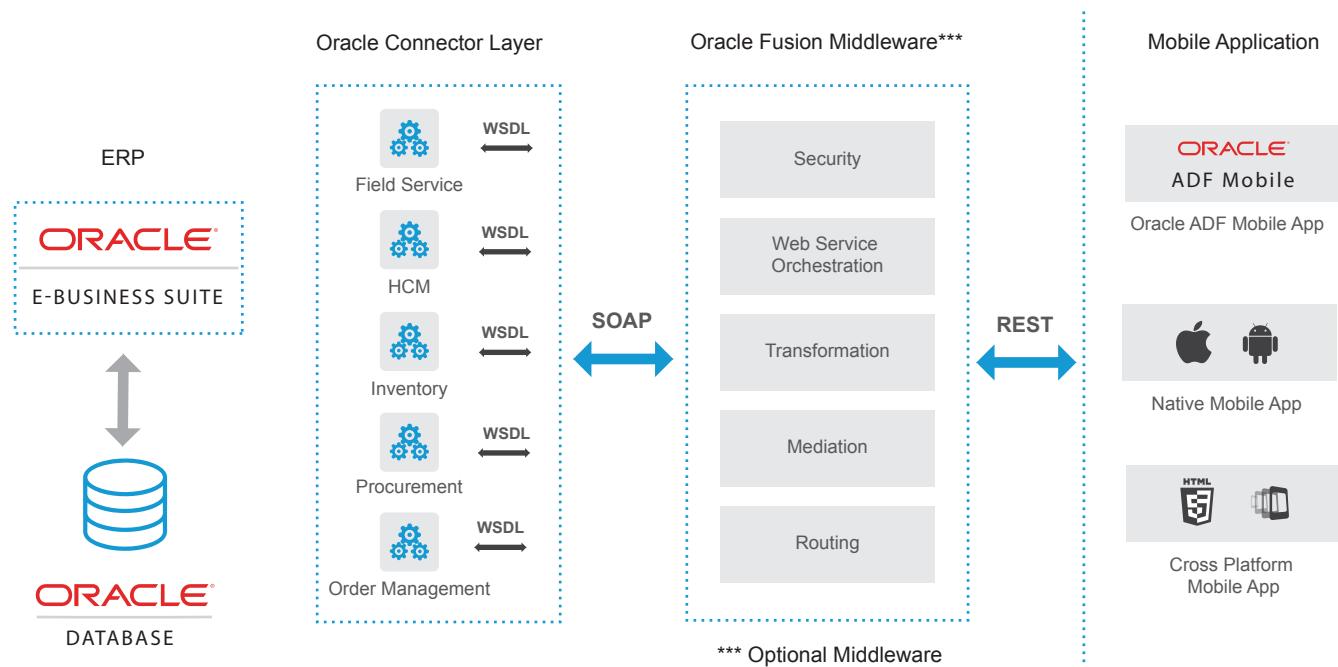 ERP
ORACLE
E-BUSINESS SUITE
ORACLE
DATABASE
Oracle Connector Layer
WSDL
Field Service
WSDL
HCM
WSDL
Inventory
WSDL
Procurement
WSDL
Order Management
SOAP
Oracle Fusion Middleware***
Security
Web Service
Orchestration
Transformation
Mediation
Routing
*** Optional Middleware
REST
Mobile Application
ORACLE
ADF Mobile
Oracle ADF Mobile App
Native Mobile App
HTML
5
Cross Platform
Mobile App